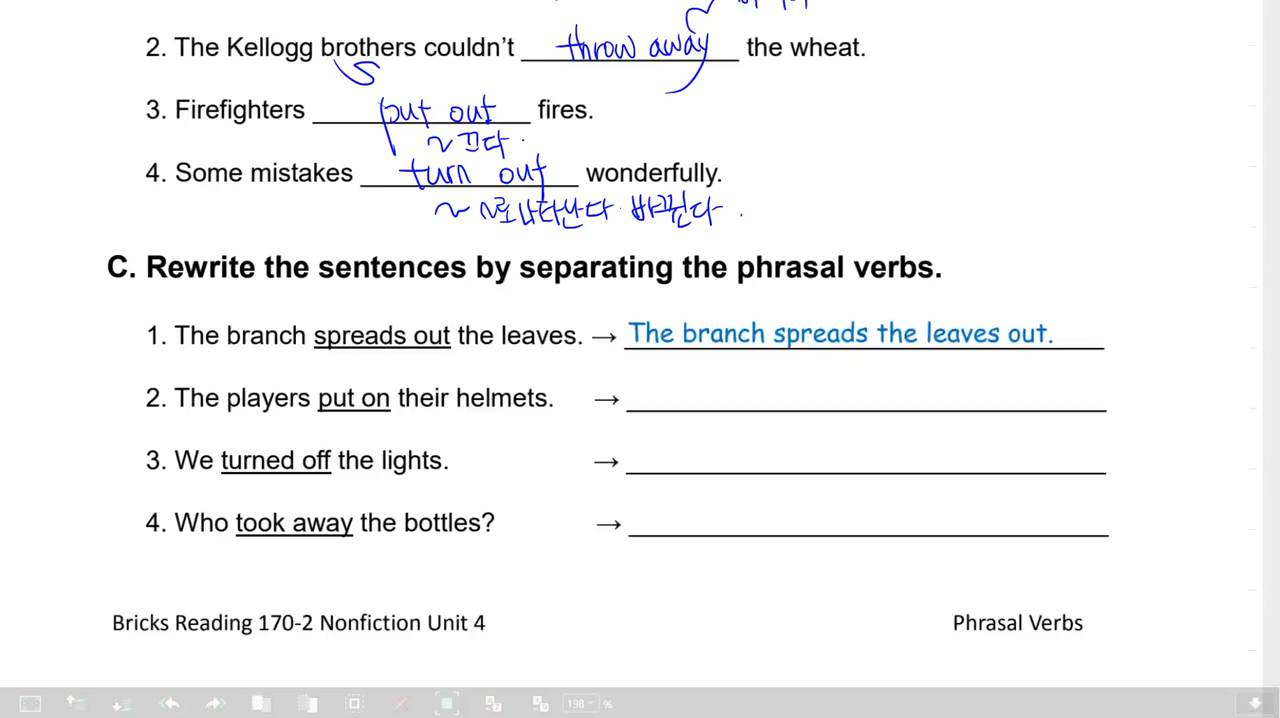 2. The Kellogg brothers couldn't throw away the wheat.
3. Firefighters put out fires.
~끄다.
4. Some mistakes turn out wonderfully.
~로 나타난다 바뀐다.
C. Rewrite the sentences by separating the phrasal verbs.
1. The branch spreads out the leaves. → The branch spreads the leaves out.
2. The players put on their helmets. →
3. We turned off the lights. →
4. Who took away the bottles? →
Bricks Reading 170-2 Nonfiction Unit 4 Phrasal Verbs
198 %